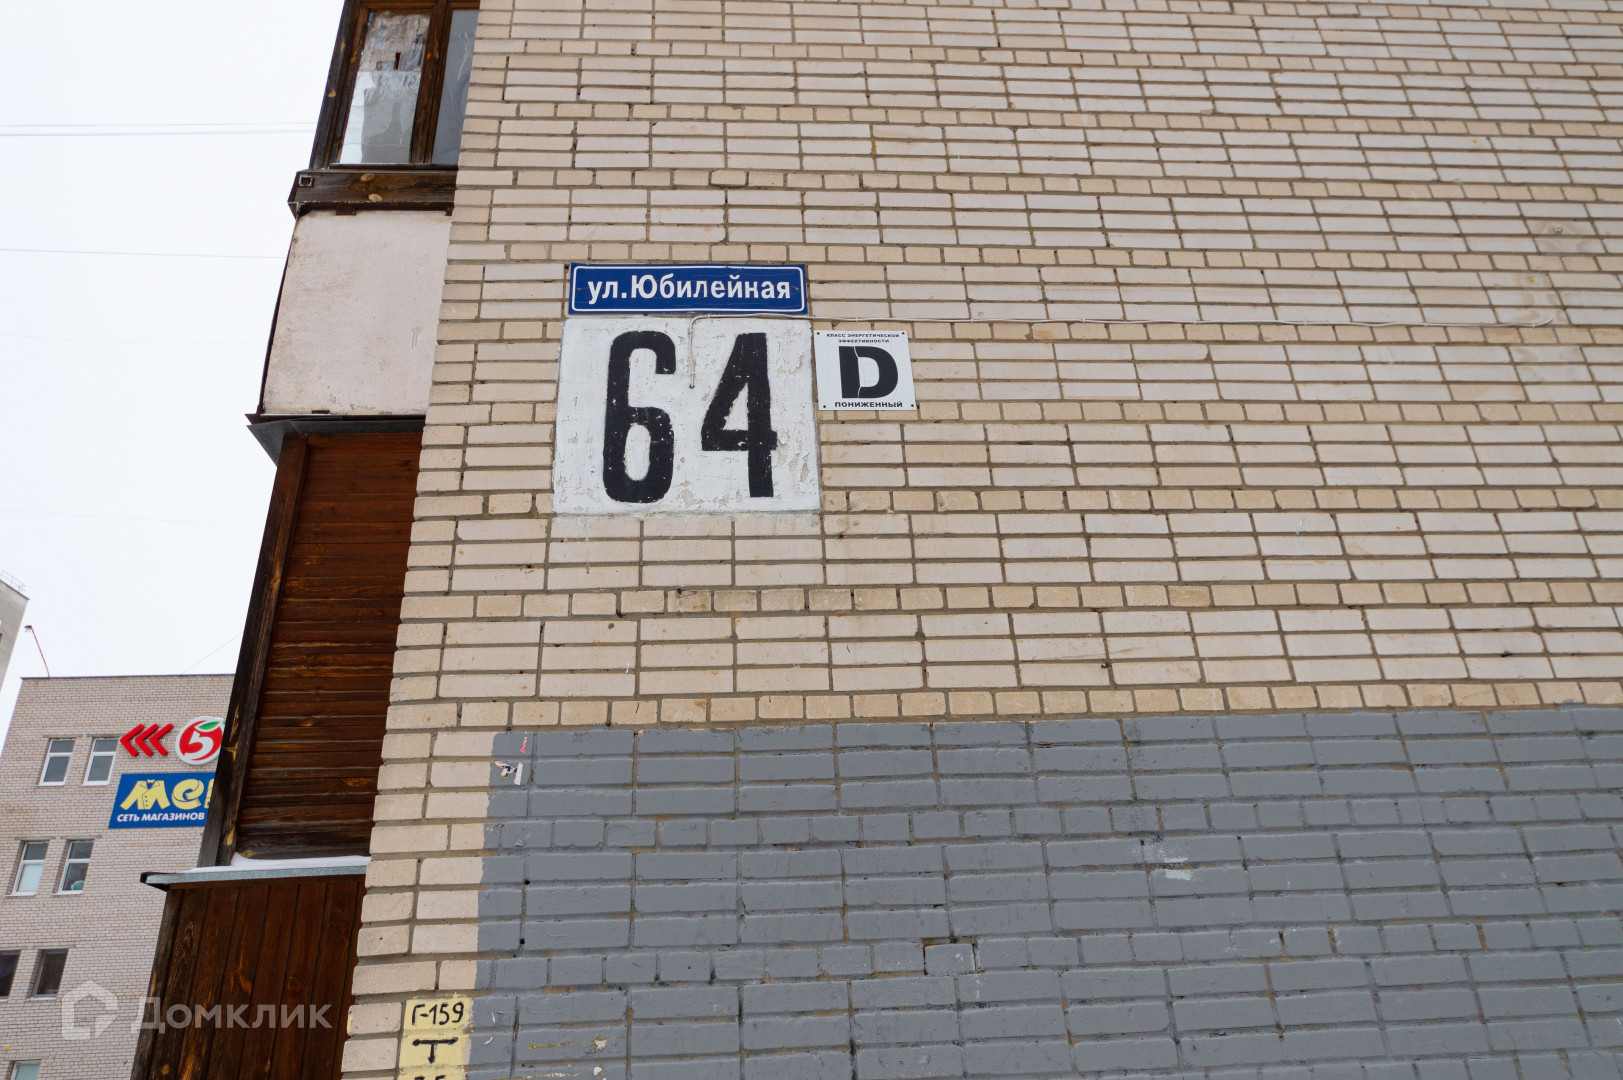 ул.Юбилейная
64
КЛАСС ЭНЕРГЕТИЧЕСКОЙ
ЭФФЕКТИВНОСТИ
D
ПОНИЖЕННЫЙ
5
СЕТЬ МАГАЗИНОВ
Г-159
Т
Домклик